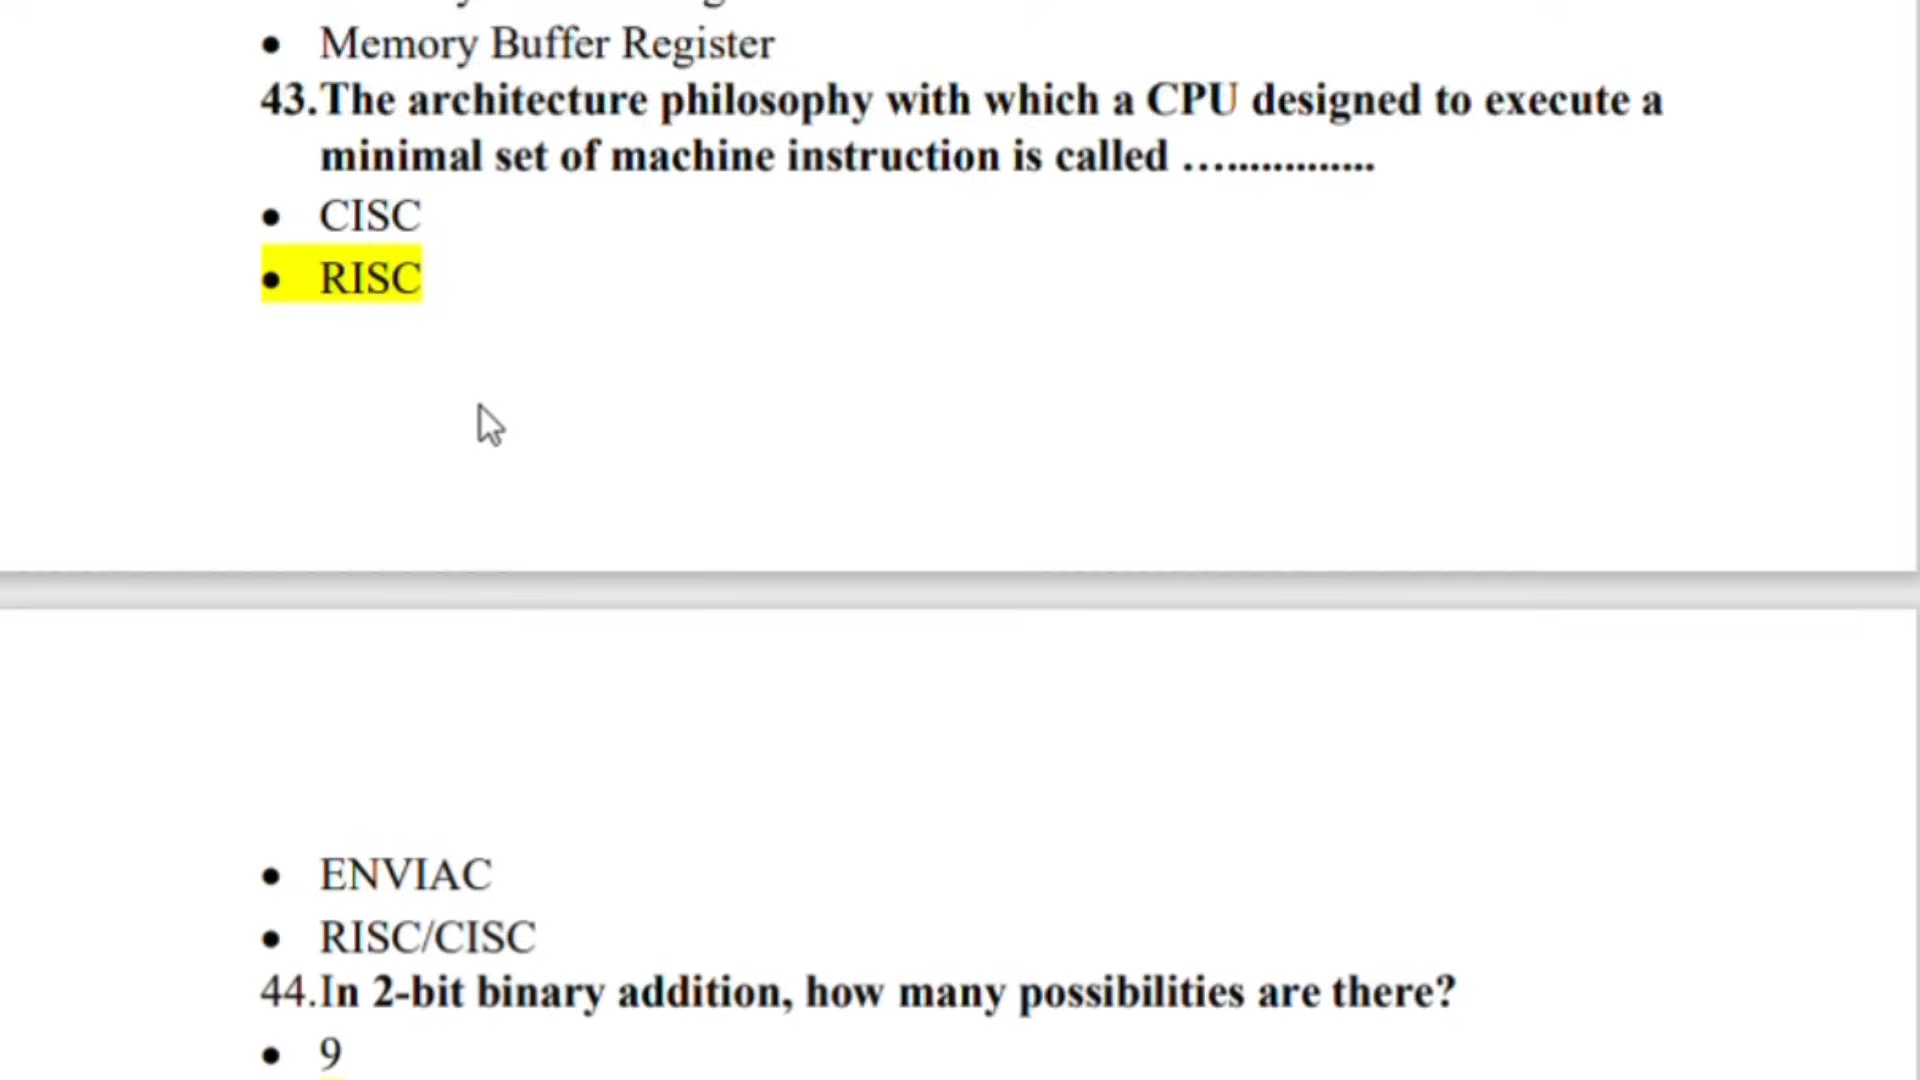 • Memory Buffer Register
43.The architecture philosophy with which a CPU designed to execute a
minimal set of machine instruction is called ….............
• CISC
• RISC
• ENVIAC
• RISC/CISC
44.In 2-bit binary addition, how many possibilities are there?
• 9